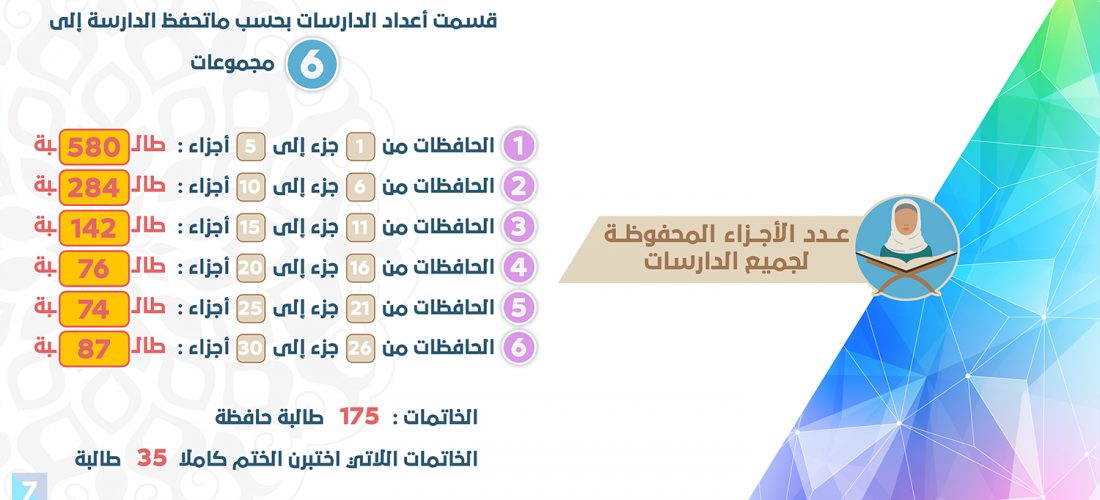 قسمت أعداد الدارسات بحسب ماتحفظ الدارسة إلى
6 مجموعات
1 الحافظات من 1 جزء إلى 5 أجزاء : طالـ 580 ـبة
2 الحافظات من 6 جزء إلى 10 أجزاء : طالـ 284 ـبة
3 الحافظات من 11 جزء إلى 15 أجزاء : طالـ 142 ـبة
4 الحافظات من 16 جزء إلى 20 أجزاء : طالـ 76 ـبة
5 الحافظات من 21 جزء إلى 25 أجزاء : طالـ 74 ـبة
6 الحافظات من 26 جزء إلى 30 أجزاء : طالـ 87 ـبة
الخاتمات : 175 طالبة حافظة
الخاتمات اللاتي اختبرن الختم كاملا 35 طالبة
عـدد الأجـزاء المحفوظـة
لجميع الدارسات
7